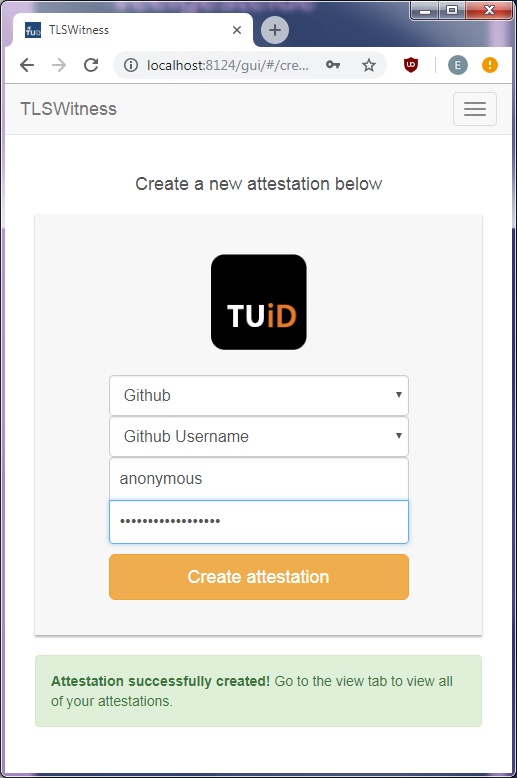 TUiD
TLSWitness
localhost:8124/gui/#/cre...
E
TLSWitness
Create a new attestation below
TUiD
Github
Github Username
anonymous
••••••••••••••••••
Create attestation
Attestation successfully created! Go to the view tab to view all
of your attestations.